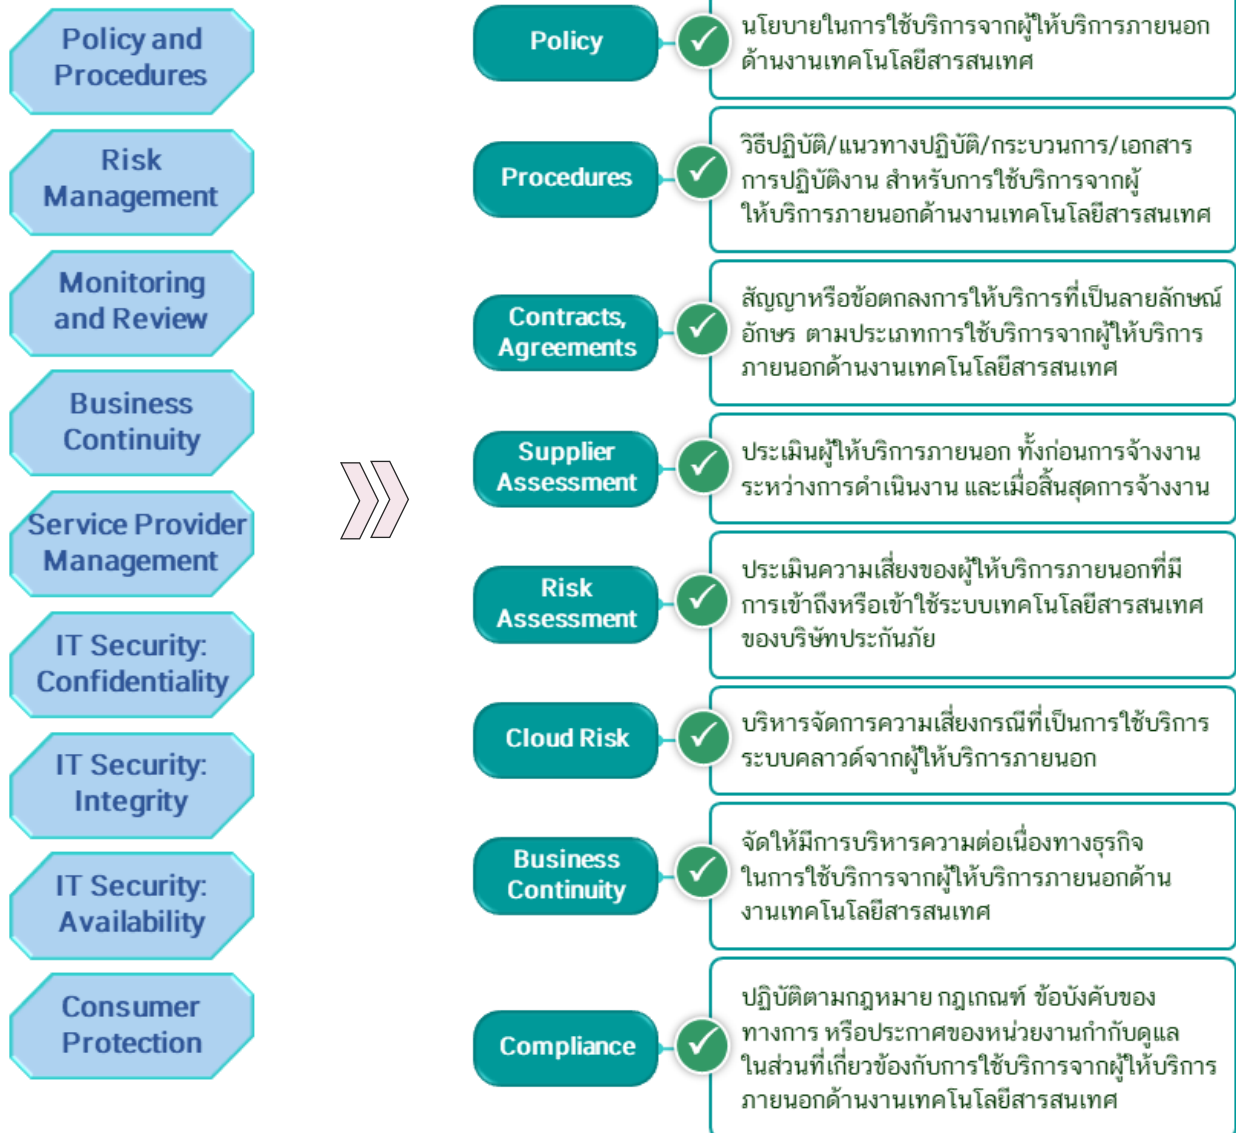 Policy and
Procedures
Risk
Management
Monitoring
and Review
Business
Continuity
Service Provider
Management
IT Security:
Confidentiality
IT Security:
Integrity
IT Security:
Availability
Consumer
Protection
Policy
นโยบายในการใช้บริการจากผู้ให้บริการภายนอก
ด้านงานเทคโนโลยีสารสนเทศ
Procedures
วิธีปฏิบัติ/แนวทางปฏิบัติ/กระบวนการ/เอกสาร
การปฏิบัติงาน สำหรับการใช้บริการจากผู้
ให้บริการภายนอกด้านงานเทคโนโลยีสารสนเทศ
Contracts,
Agreements
สัญญาหรือข้อตกลงการให้บริการที่เป็นลายลักษณ์
อักษร ตามประเภทการใช้บริการจากผู้ให้บริการ
ภายนอกด้านงานเทคโนโลยีสารสนเทศ
Supplier
Assessment
ประเมินผู้ให้บริการภายนอก ทั้งก่อนการจ้างงาน
ระหว่างการดำเนินงาน และเมื่อสิ้นสุดการจ้างงาน
Risk
Assessment
ประเมินความเสี่ยงของผู้ให้บริการภายนอกที่มี
การเข้าถึงหรือเข้าใช้ระบบเทคโนโลยีสารสนเทศ
ของบริษัทประกันภัย
Cloud Risk
บริหารจัดการความเสี่ยงกรณีที่เป็นการใช้บริการ
ระบบคลาวด์จากผู้ให้บริการภายนอก
Business
Continuity
จัดให้มีการบริหารความต่อเนื่องทางธุรกิจ
ในการใช้บริการจากผู้ให้บริการภายนอกด้าน
งานเทคโนโลยีสารสนเทศ
Compliance
ปฏิบัติตามกฎหมาย กฎเกณฑ์ ข้อบังคับของ
ทางการ หรือประกาศของหน่วยงานกำกับดูแล
ในส่วนที่เกี่ยวข้องกับการใช้บริการจากผู้ให้บริการ
ภายนอกด้านงานเทคโนโลยีสารสนเทศ